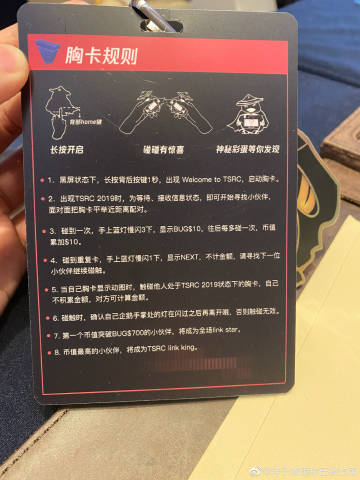 胸卡规则
背部home键
长按开启
碰碰有惊喜
神秘彩蛋等你发现
1. 黑屏状态下，长按背后按键1秒，出现 Welcome to TSRC，启动胸卡。
2. 出现TSRC 2019时，为等待、接收信息状态，即可开始寻找小伙伴，
面对面把胸卡平举近距离配对。
3. 碰到一次，手上蓝灯慢闪3下，显示BUG$10，往后每多碰一次，币值
累加$10。
4. 碰到重复卡，手上蓝灯慢闪1下，显示NEXT，不计金额，请寻找下一位
小伙伴继续碰触。
5. 当自己胸卡显示动图时，触碰他人处于TSRC 2019状态下的胸卡，自己
不积累金额，对方可计算金额。
6. 碰触时，确认自己企鹅手掌处的灯在闪过之后再离开哦，否则触碰无效。
7. 第一个币值突破BUG$700的小伙伴，将成为全场link star。
8. 币值最高的小伙伴，将成为TSRC link king。